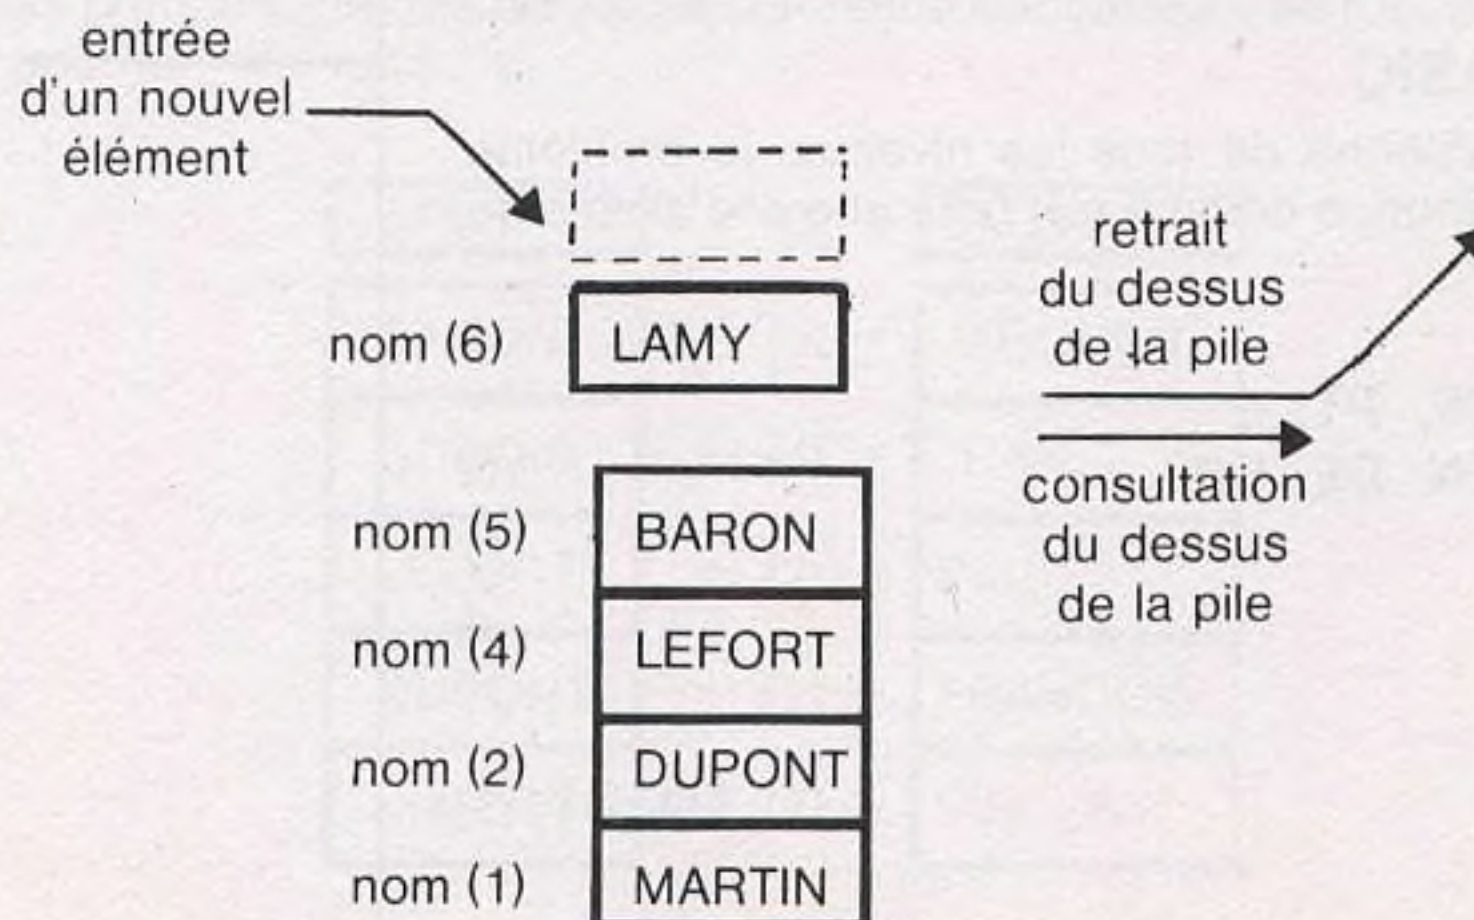 entrée
d'un nouvel
élément
retrait
du dessus
de la pile
nom (6) LAMY
consultation
du dessus
de la pile
nom (5) BARON
nom (4) LEFORT
nom (2) DUPONT
nom (1) MARTIN